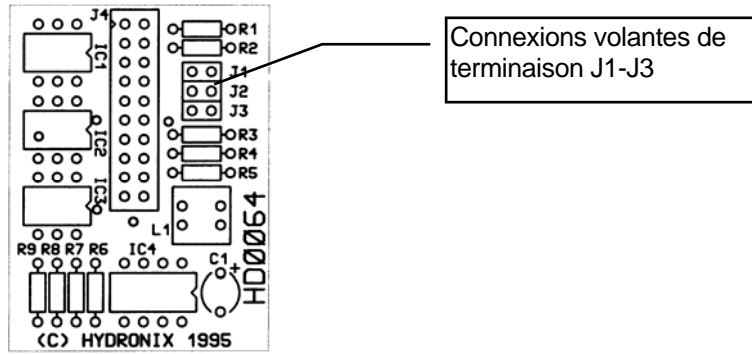 J4
R1
R2
IC1
J1
J2
J3
IC2
R3
R4
R5
IC3
L1
R9 R8 R7 R6 IC4
C1
+
HD0064
(C) HYDRONIX 1995
Connexions volantes de
terminaison J1-J3